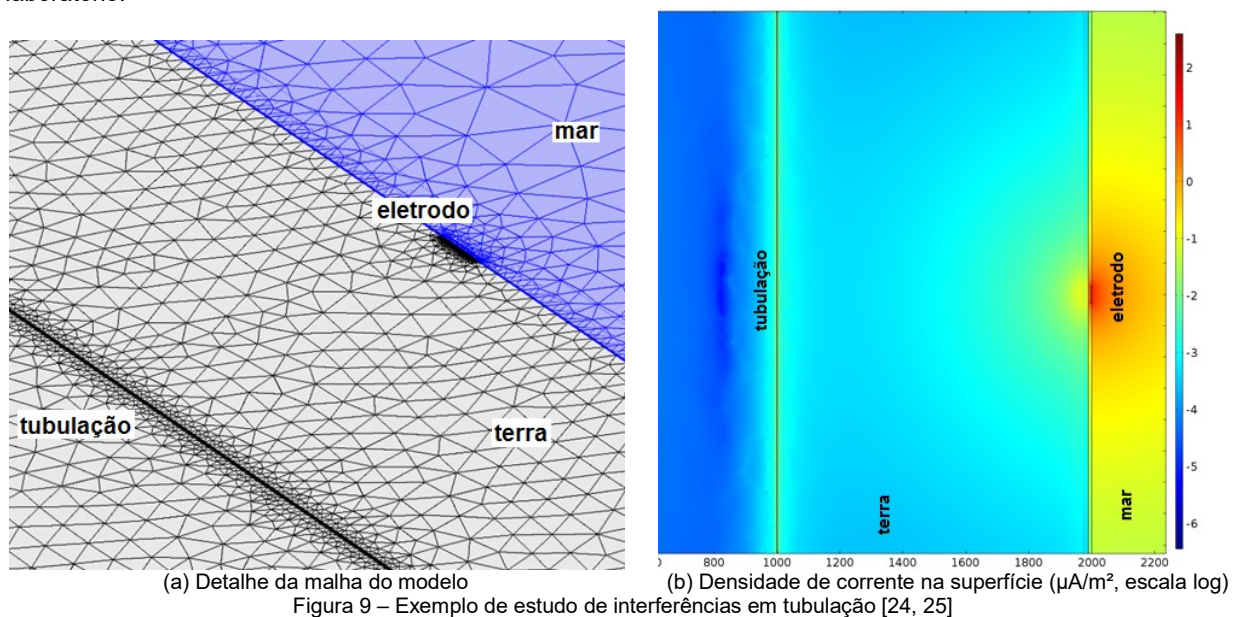 mar
eletrodo
tubulação
terra
tubulação
terra
eletrodo
mar
2
1
0
-1
-2
-3
-4
-5
-6
800 1000 1200 1400 1600 1800 2000 2200
(a) Detalhe da malha do modelo
(b) Densidade de corrente na superfície (µA/m², escala log)
Figura 9 – Exemplo de estudo de interferências em tubulação [24, 25]